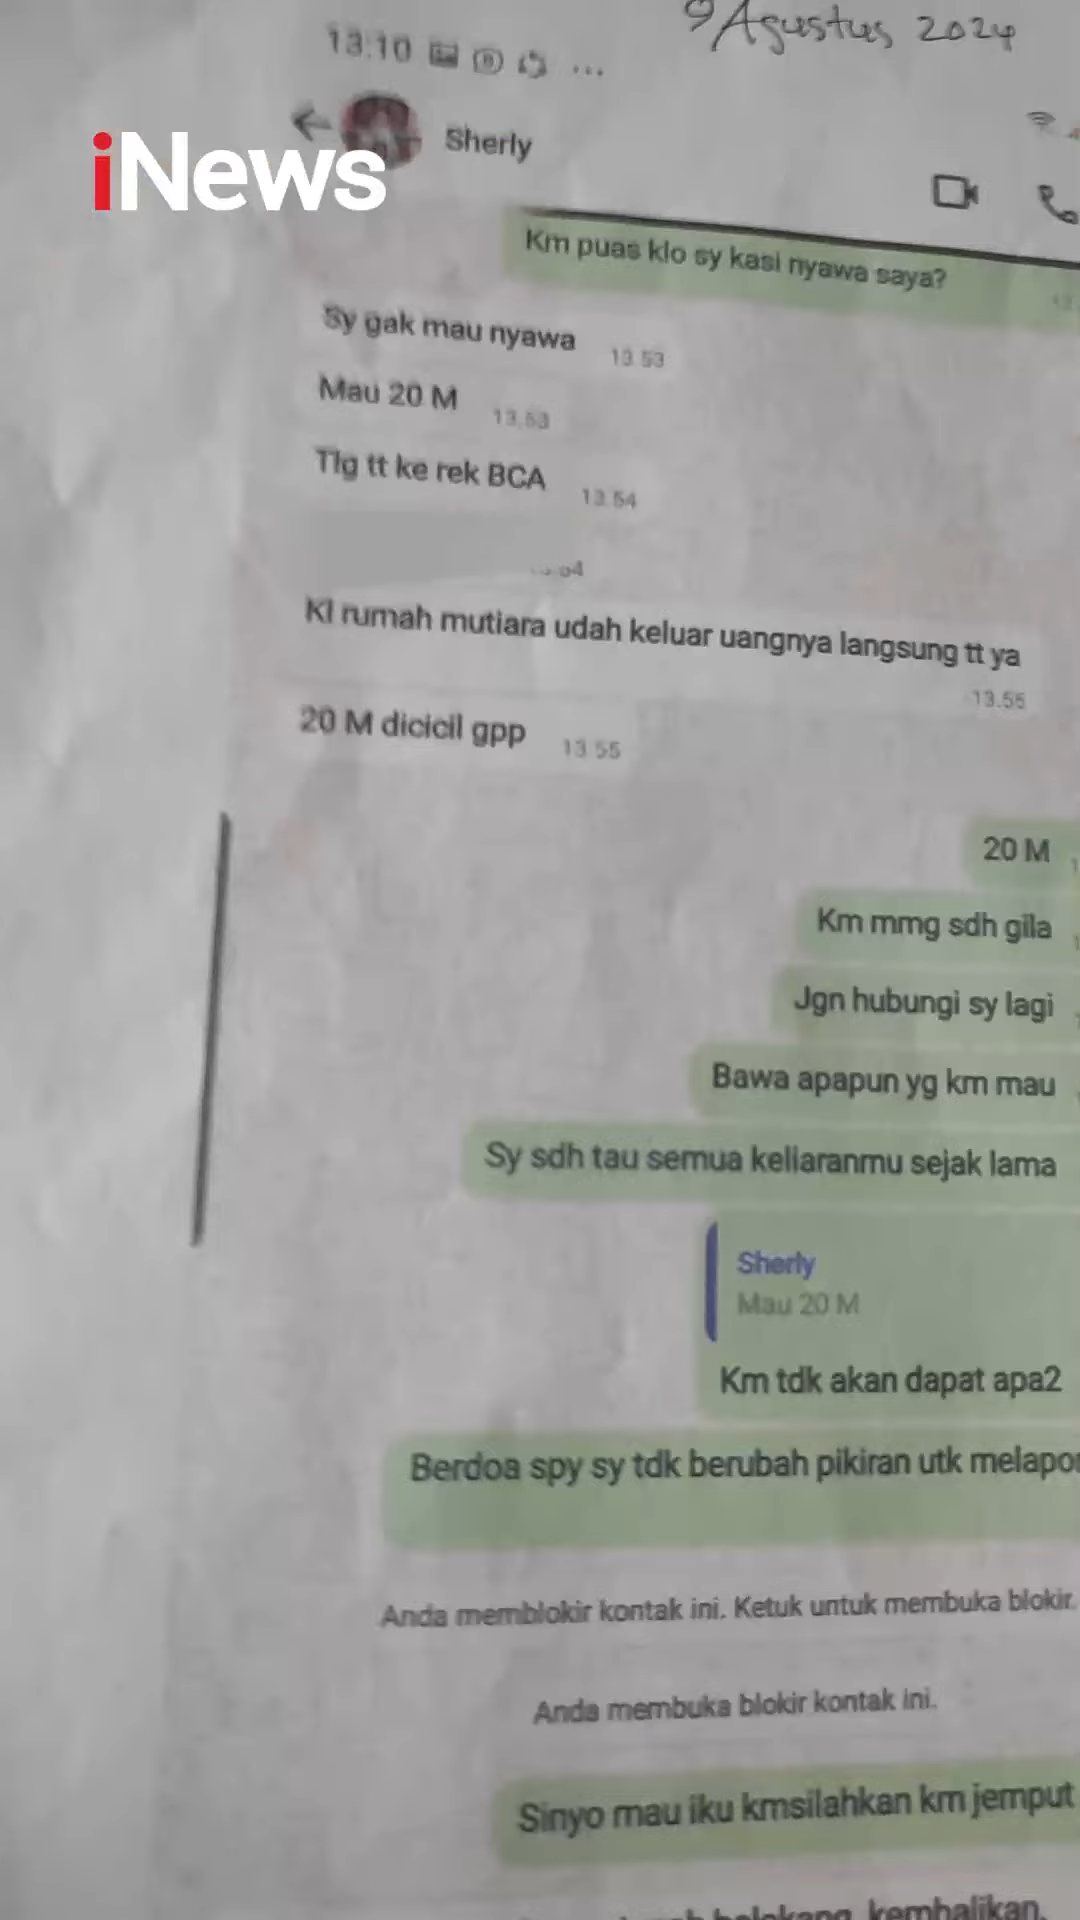 9 Agustus 2024
13:10 ...
Sherly
iNews
Km puas klo sy kasi nyawa saya?
Sy gak mau nyawa 13.53
Mau 20 M 13.53
Tlg tt ke rek BCA 13.54
Kl rumah mutiara udah keluar uangnya langsung tt ya
13.55
20 M dicicil gpp 13.55
20 M
Km mmg sdh gila
Jgn hubungi sy lagi
Bawa apapun yg km mau
Sy sdh tau semua keliaranmu sejak lama
Sherly
Mau 20 M
Km tdk akan dapat apa2
Berdoa spy sy tdk berubah pikiran utk melapor
Anda memblokir kontak ini. Ketuk untuk membuka blokir.
Anda membuka blokir kontak ini.
Sinyo mau iku kmsilahkan km jemput
kembalikan.